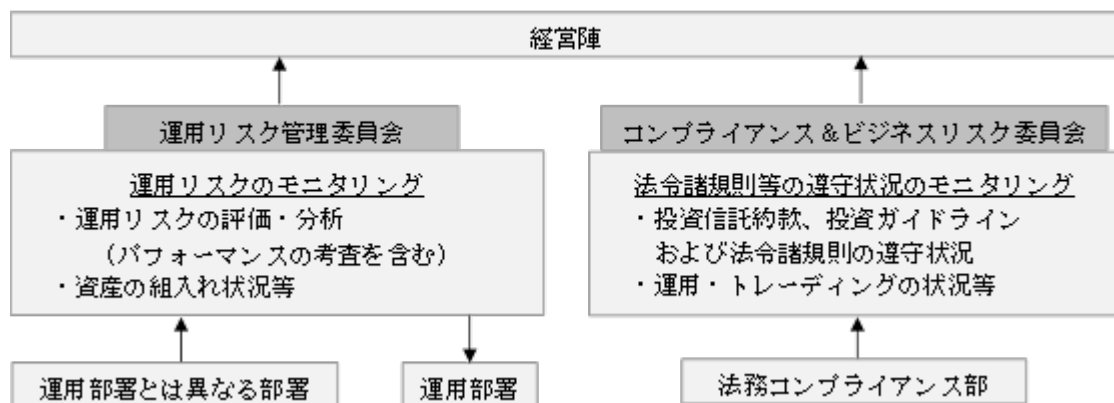 経営陣
運用リスク管理委員会
運用リスクのモニタリング
・運用リスクの評価・分析
（パフォーマンスの考査を含む）
・資産の組入れ状況等
運用部署とは異なる部署
運用部署
コンプライアンス＆ビジネスリスク委員会
法令諸規則等の遵守状況のモニタリング
・投資信託約款、投資ガイドライン
および法令諸規則の遵守状況
・運用・トレーディングの状況等
法務コンプライアンス部